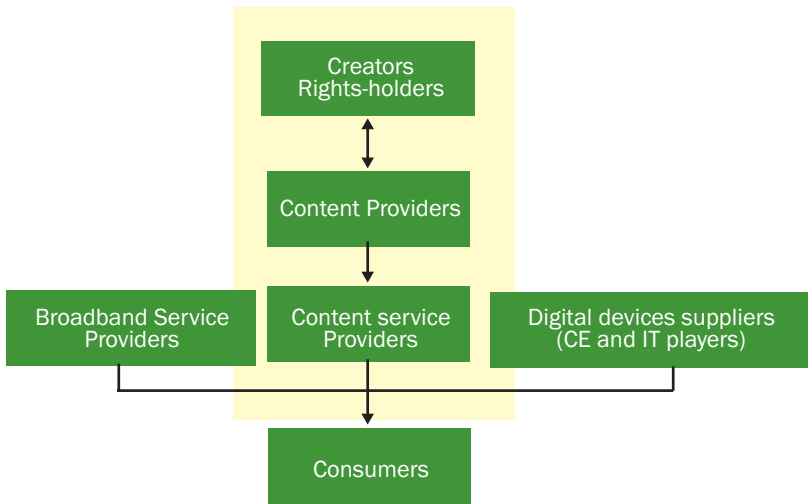 Creators
Rights-holders
Content Providers
Broadband Service
Providers
Content service
Providers
Digital devices suppliers
(CE and IT players)
Consumers